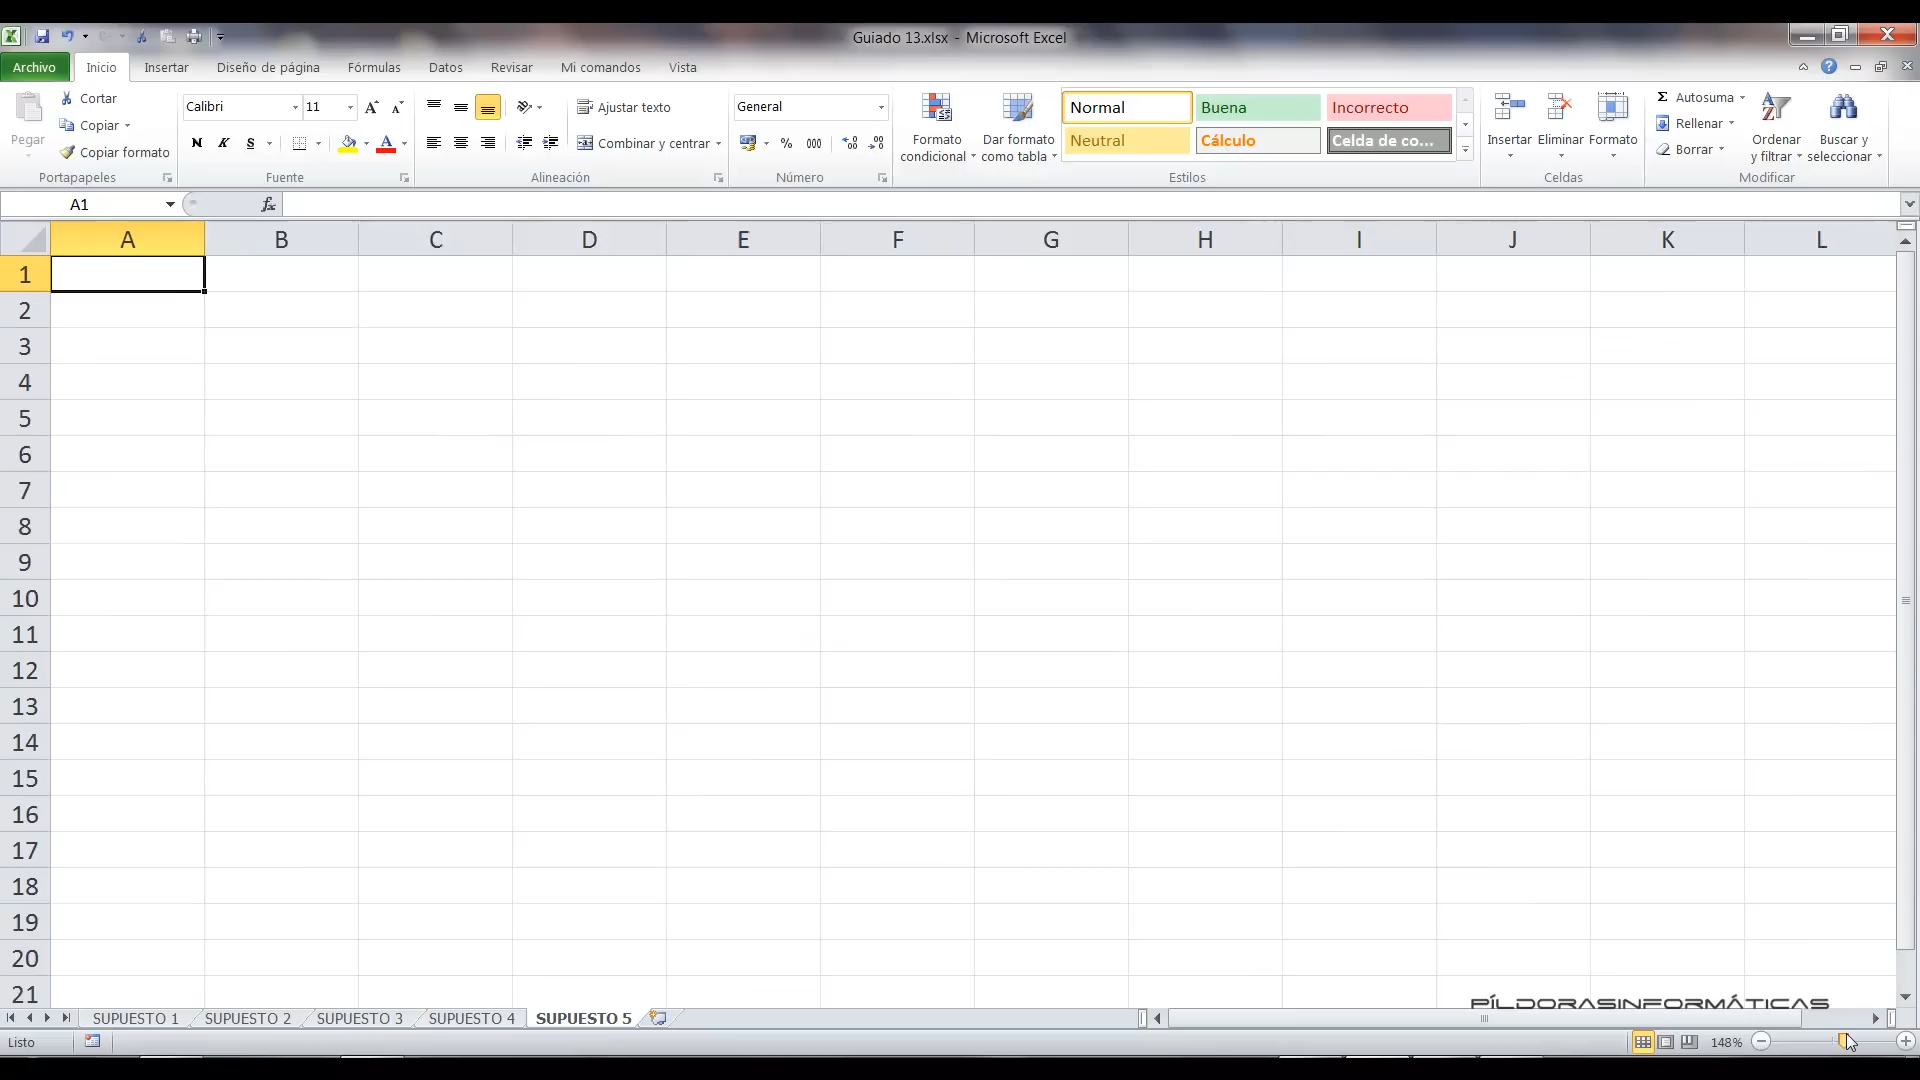 Guiado 13.xlsx - Microsoft Excel
Archivo Inicio Insertar Diseño de página Fórmulas Datos Revisar Mi comandos Vista
Pegar
Cortar
Copiar
Copiar formato
Portapapeles
Calibri 11
N K S
Fuente
Ajustar texto
Combinar y centrar
Alineación
General
% 000
Número
Formato condicional
Dar formato como tabla
Normal Buena Incorrecto
Neutral Cálculo Celda de co...
Estilos
Insertar Eliminar Formato
Celdas
Σ Autosuma
Rellenar
Borrar
Ordenar y filtrar
Buscar y seleccionar
Modificar
A1 fx
A B C D E F G H I J K L
1
2
3
4
5
6
7
8
9
10
11
12
13
14
15
16
17
18
19
20
21
PÍLDORASINFORMÁTICAS
SUPUESTO 1 SUPUESTO 2 SUPUESTO 3 SUPUESTO 4 SUPUESTO 5
Listo 148%